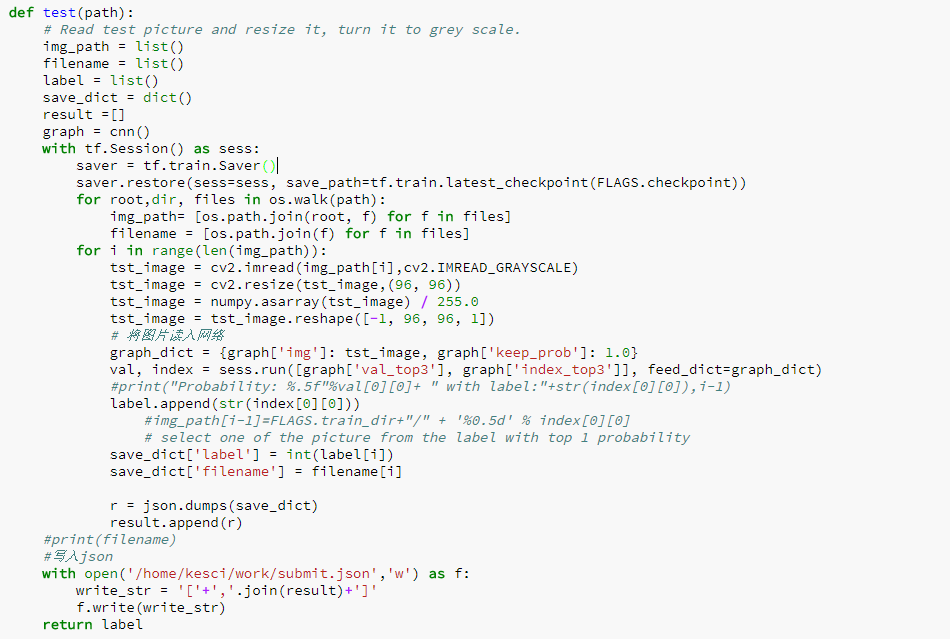 def test(path):
    # Read test picture and resize it, turn it to grey scale.
    img_path = list()
    filename = list()
    label = list()
    save_dict = dict()
    result =[]
    graph = cnn()
    with tf.Session() as sess:
        saver = tf.train.Saver()
        saver.restore(sess=sess, save_path=tf.train.latest_checkpoint(FLAGS.checkpoint))
        for root,dir, files in os.walk(path):
            img_path= [os.path.join(root, f) for f in files]
            filename = [os.path.join(f) for f in files]
        for i in range(len(img_path)):
            tst_image = cv2.imread(img_path[i],cv2.IMREAD_GRAYSCALE)
            tst_image = cv2.resize(tst_image,(96, 96))
            tst_image = numpy.asarray(tst_image) / 255.0
            tst_image = tst_image.reshape([-1, 96, 96, 1])
            # 将图片读入网络
            graph_dict = {graph['img']: tst_image, graph['keep_prob']: 1.0}
            val, index = sess.run([graph['val_top3'], graph['index_top3']], feed_dict=graph_dict)
            #print("Probability: %.5f"%val[0][0]+ " with label:"+str(index[0][0]),i-1)
            label.append(str(index[0][0]))
                #img_path[i-1]=FLAGS.train_dir+"/" + '%0.5d' % index[0][0]
                # select one of the picture from the label with top 1 probability
            save_dict['label'] = int(label[i])
            save_dict['filename'] = filename[i]

            r = json.dumps(save_dict)
            result.append(r)
    #print(filename)
    #写入json
    with open('/home/kesci/work/submit.json','w') as f:
        write_str = '['+','.join(result)+']'
        f.write(write_str)
    return label